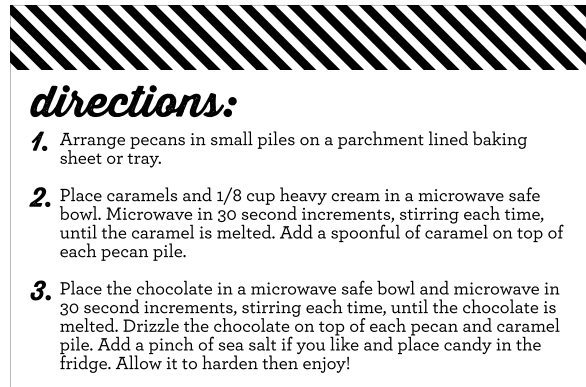 directions:
1. Arrange pecans in small piles on a parchment lined baking
sheet or tray.
2. Place caramels and 1/8 cup heavy cream in a microwave safe
bowl. Microwave in 30 second increments, stirring each time,
until the caramel is melted. Add a spoonful of caramel on top of
each pecan pile.
3. Place the chocolate in a microwave safe bowl and microwave in
30 second increments, stirring each time, until the chocolate is
melted. Drizzle the chocolate on top of each pecan and caramel
pile. Add a pinch of sea salt if you like and place candy in the
fridge. Allow it to harden then enjoy!